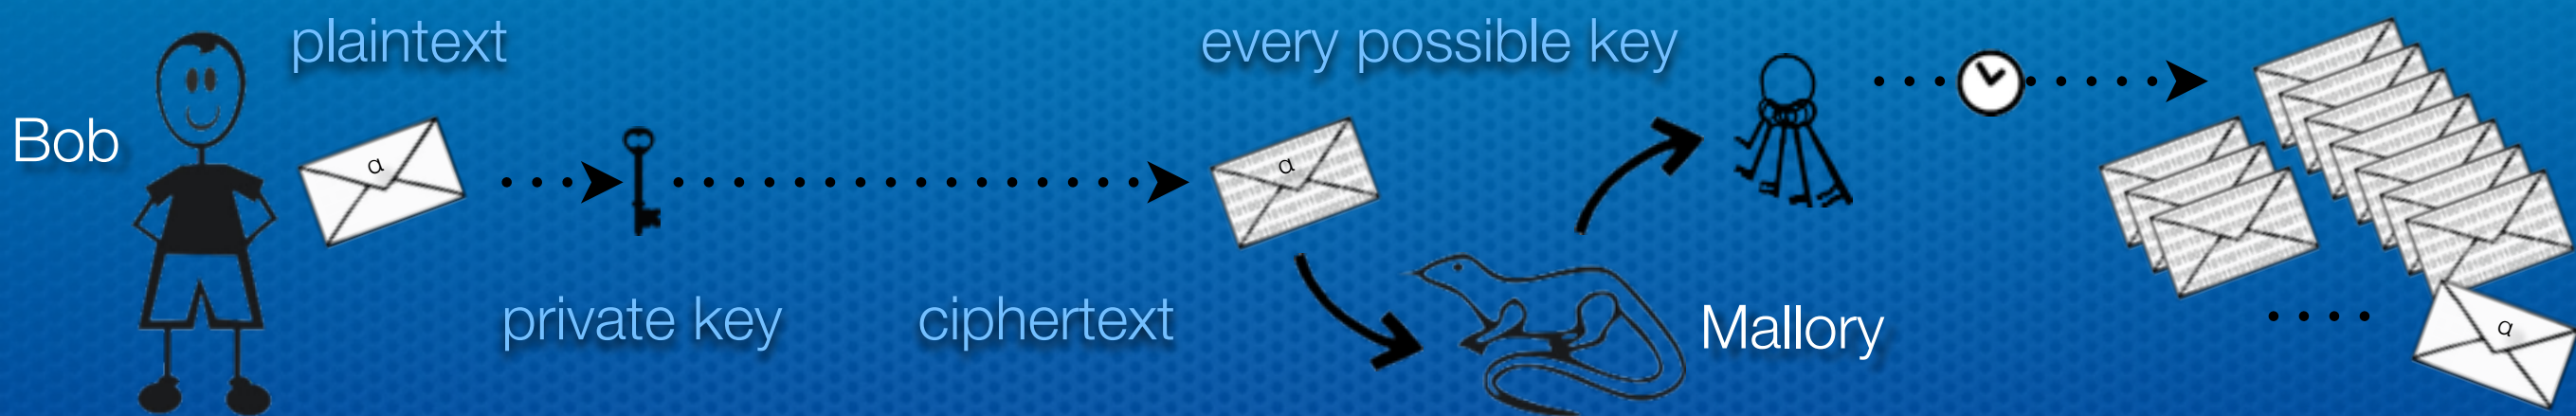 plaintext
every possible key
Bob
α
α
private key
ciphertext
Mallory
α